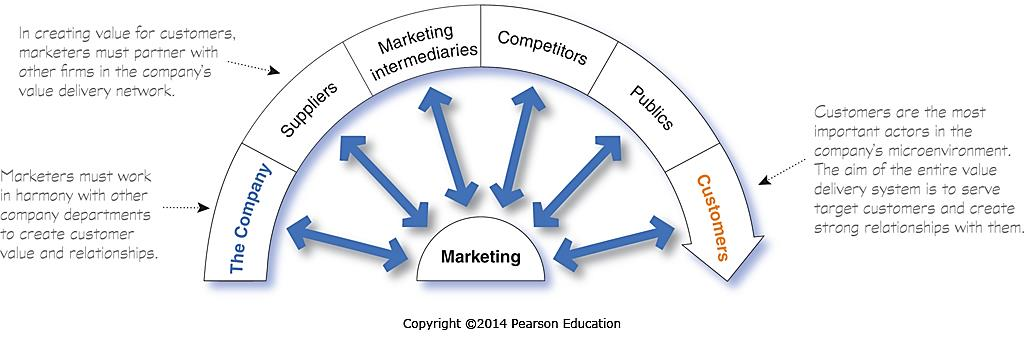 In creating value for customers,
marketers must partner with
other firms in the company's
value delivery network.
Marketers must work
in harmony with other
company departments
to create customer
value and relationships.
The Company
Suppliers
Marketing
intermediaries
Competitors
Publics
Customers
Marketing
Customers are the most
important actors in the
company's microenvironment.
The aim of the entire value
delivery system is to serve
target customers and create
strong relationships with them.
Copyright ©2014 Pearson Education